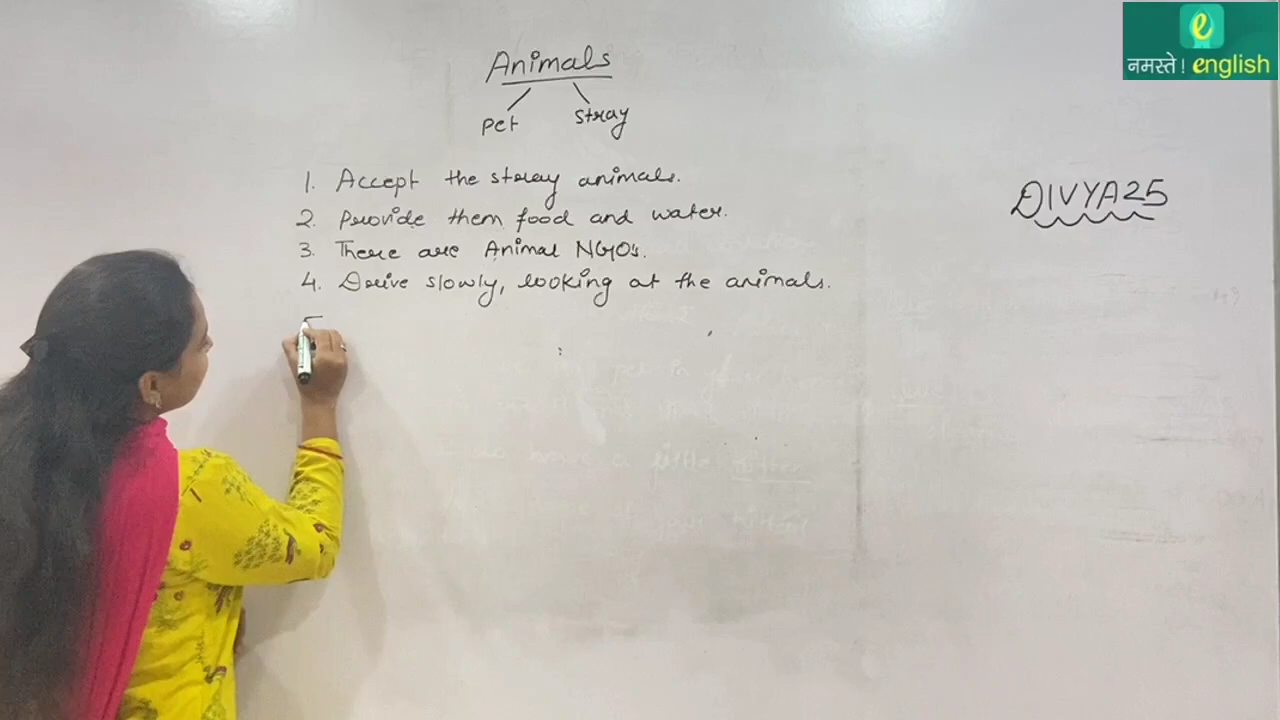 नमस्ते ! english
Animals
Pet
Stray
DIVYA25
1. Accept the stray animals.
2. Provide them food and water.
3. There are Animal NGO's.
4. Drive slowly, looking at the animals.